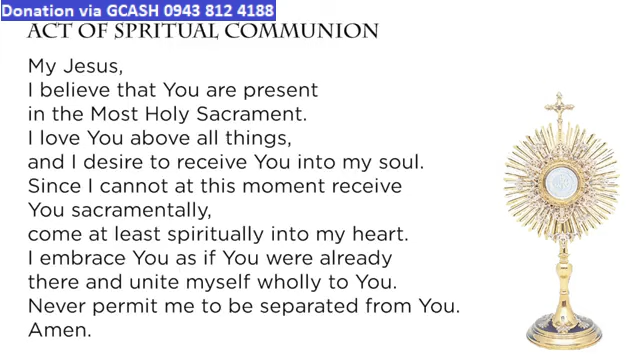 Donation via GCASH 0943 812 4188
ACT OF SPRITUAL COMMUNION
My Jesus,
I believe that You are present
in the Most Holy Sacrament.
I love You above all things,
and I desire to receive You into my soul.
Since I cannot at this moment receive
You sacramentally,
come at least spiritually into my heart.
I embrace You as if You were already
there and unite myself wholly to You.
Never permit me to be separated from You.
Amen.